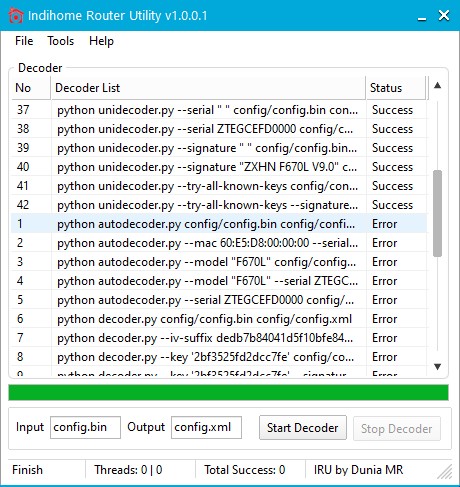 Indihome Router Utility v1.0.0.1
File Tools Help
Decoder
No Decoder List Status
37 python unidecoder.py --serial " " config/config.bin con... Success
38 python unidecoder.py --serial ZTEGCEFD0000 config/c... Success
39 python unidecoder.py --signature " " config/config.bin... Success
40 python unidecoder.py --signature "ZXHN F670L V9.0" c... Success
41 python unidecoder.py --try-all-known-keys config/con... Success
42 python unidecoder.py --try-all-known-keys --signature... Success
1 python autodecoder.py config/config.bin config/confi... Error
2 python autodecoder.py --mac 60:E5:D8:00:00:00 --serial... Error
3 python autodecoder.py --model "F670L" config/config.... Error
4 python autodecoder.py --model "F670L" --serial ZTEGC... Error
5 python autodecoder.py --serial ZTEGCEFD0000 config/... Error
6 python decoder.py config/config.bin config/config.xml Error
7 python decoder.py --iv-suffix dedb7b84041d5f10bfe84... Error
8 python decoder.py --key '2bf3525fd2dcc7fe' config/co... Error
9 python decoder.py --key '2bf3525fd2dcc7fe' --signatur... Error
Input config.bin Output config.xml Start Decoder Stop Decoder
Finish Threads: 0 | 0 Total Success: 0 IRU by Dunia MR